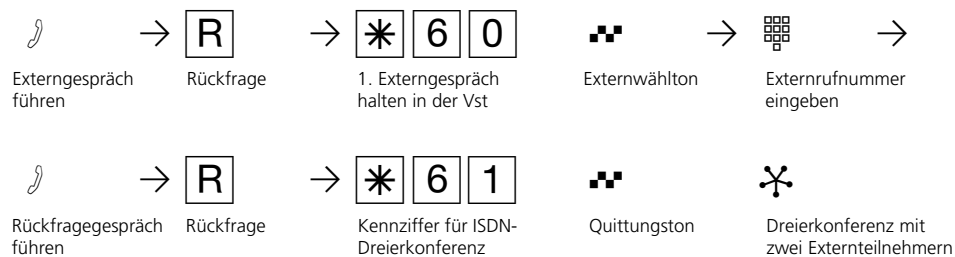 R * 6 0
Externgespräch Rückfrage 1. Externgespräch Externwählton Externrufnummer
führen halten in der Vst eingeben
R * 6 1
Rückfragegespräch Rückfrage Kennziffer für ISDN- Quittungston Dreierkonferenz mit
führen Dreierkonferenz zwei Externteilnehmern